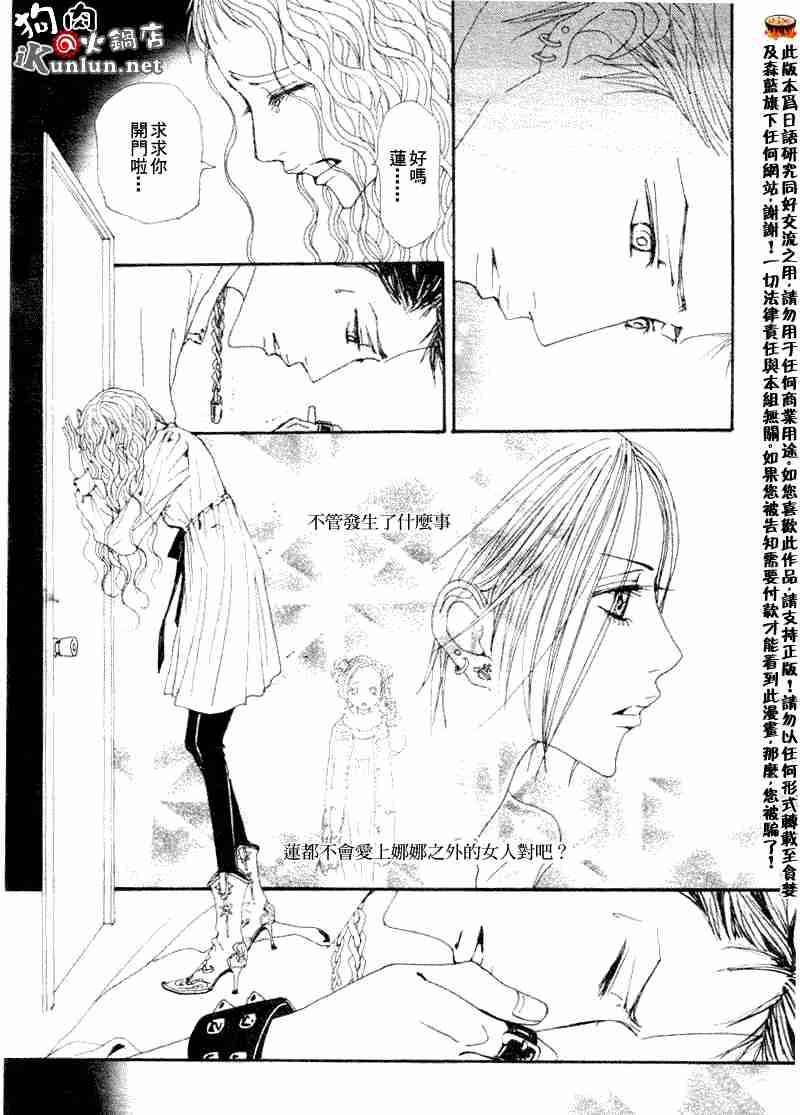 狗肉@火鍋店
iKunlun.net
好嗎
蓮……
求求你
開門啦…
不管發生了什麼事
蓮都不會愛上娜娜之外的女人對吧？
此版本爲日語研究同好交流之用，請勿用于任何商業用途。如您喜歡此作品，請支持正版！請勿以任何形式轉載至貪婪
及森藍旗下任何網站，謝謝！一切法律責任與本組無關。如果您被告知需要付款才能看到此漫畫，那麼，您被騙了！